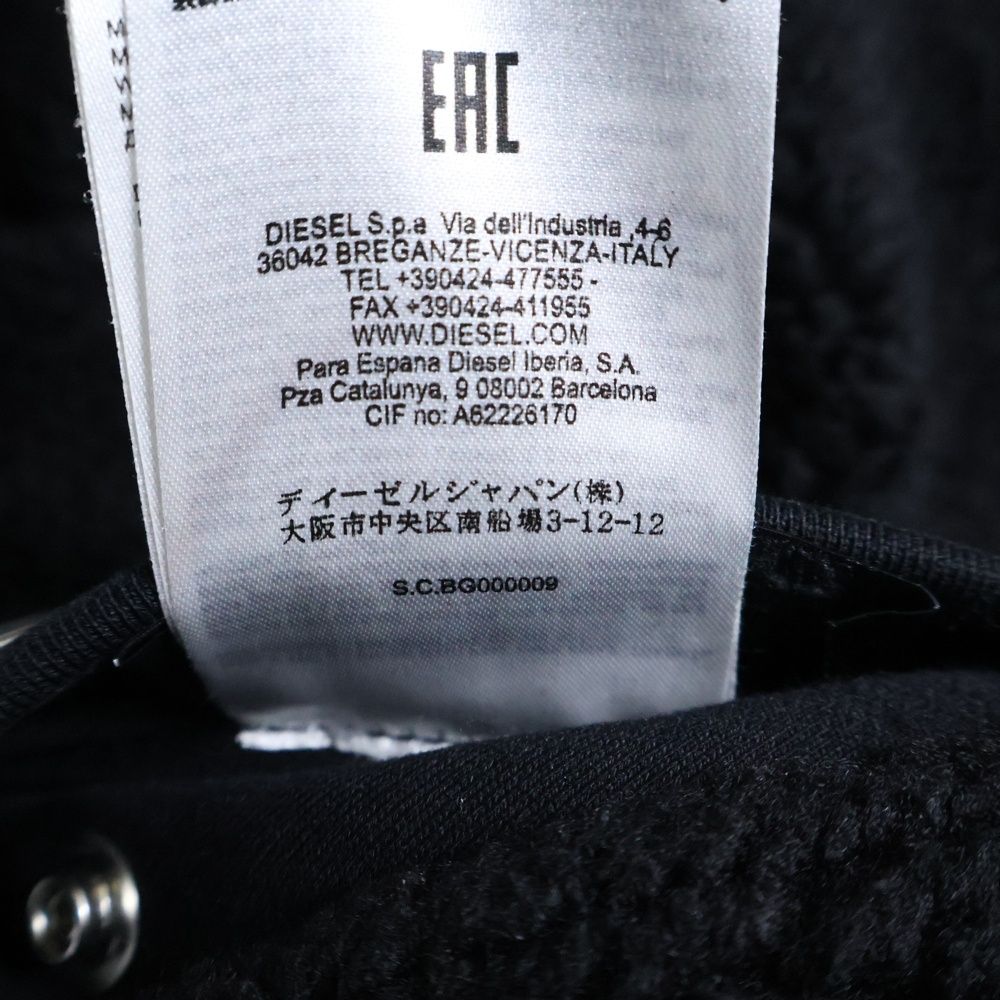 EAC
DIESEL S.p.a Via dell'Industria ,4-6
36042 BREGANZE-VICENZA-ITALY
TEL +390424-477555 -
FAX +390424-411955
WWW.DIESEL.COM
Para Espana Diesel Iberia, S.A.
Pza Catalunya, 9 08002 Barcelona
CIF no: A62226170
ディーゼルジャパン(株)
大阪市中央区南船場3-12-12
S.C.BG000009